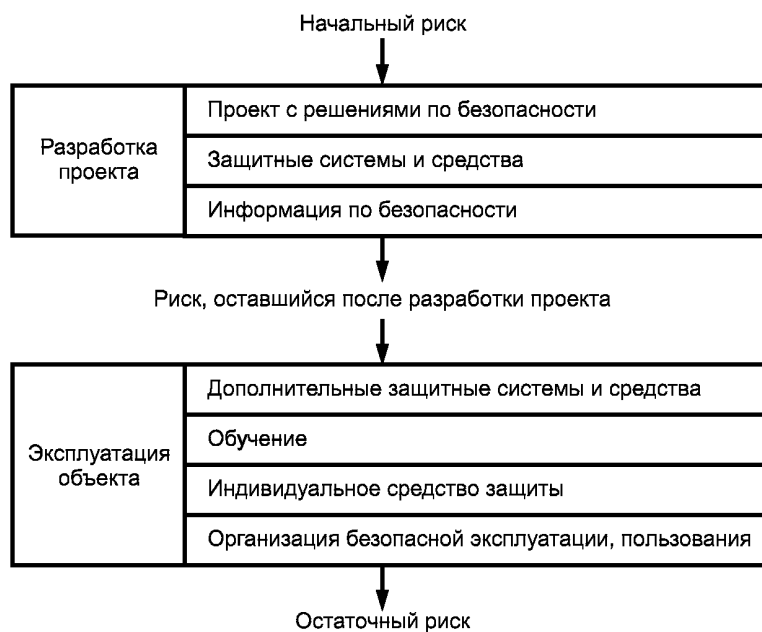 Начальный риск
Разработка
проекта
Проект с решениями по безопасности
Защитные системы и средства
Информация по безопасности
Риск, оставшийся после разработки проекта
Эксплуатация
объекта
Дополнительные защитные системы и средства
Обучение
Индивидуальное средство защиты
Организация безопасной эксплуатации, пользования
Остаточный риск